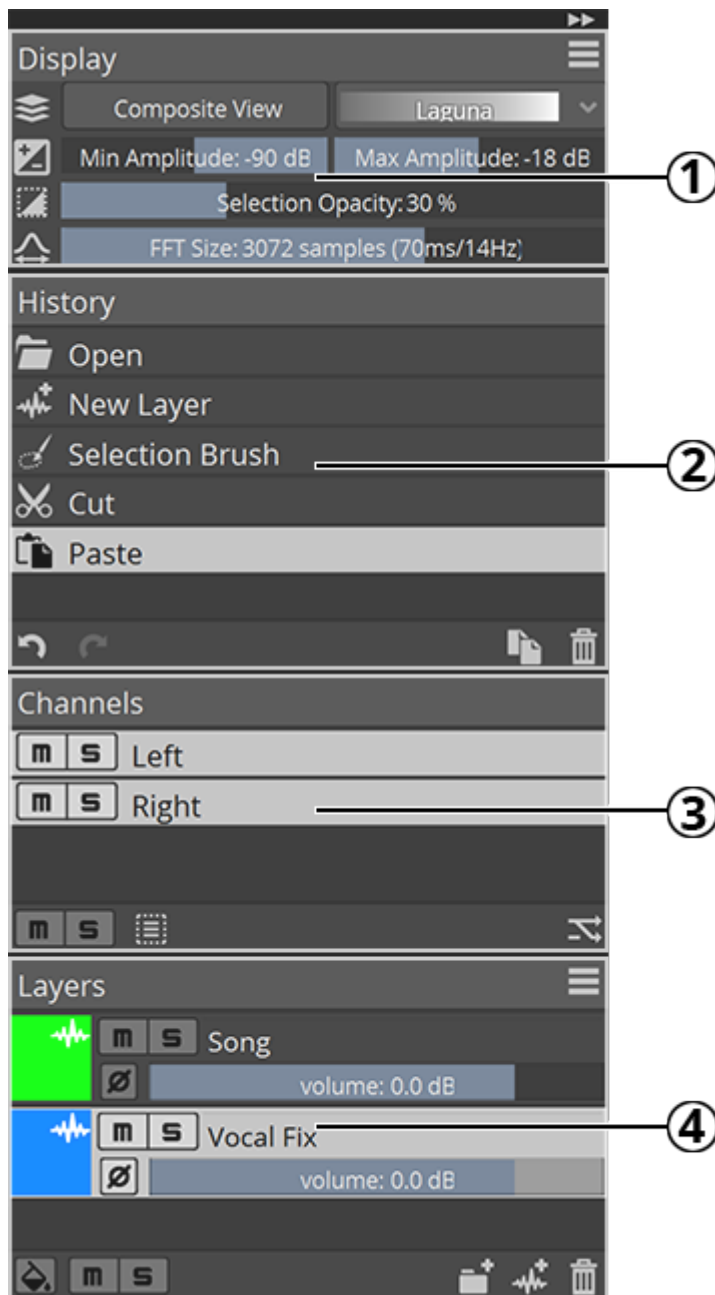 Display
Composite View Laguna
Min Amplitude: -90 dB Max Amplitude: -18 dB
①
Selection Opacity: 30 %
FFT Size: 3072 samples (70ms/14Hz)
History
Open
New Layer
Selection Brush
②
Cut
Paste
Channels
m s Left
m s Right
③
m s
Layers
m s Song
Ø volume: 0.0 dB
m s Vocal Fix
④
Ø volume: 0.0 dB
m s